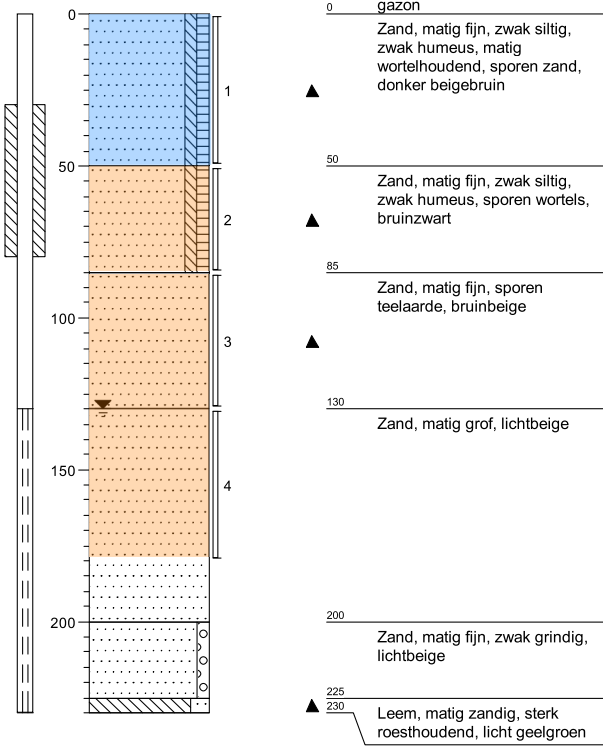 gazon
0
0
Zand, matig fijn, zwak siltig,
zwak humeus, matig
wortelhoudend, sporen zand,
donker beigebruin
1
50
50
Zand, matig fijn, zwak siltig,
zwak humeus, sporen wortels,
bruinzwart
2
85
Zand, matig fijn, sporen
teelaarde, bruinbeige
100
3
130
Zand, matig grof, lichtbeige
150
4
200
200
Zand, matig fijn, zwak grindig,
lichtbeige
225
230
Leem, matig zandig, sterk
roesthoudend, licht geelgroen